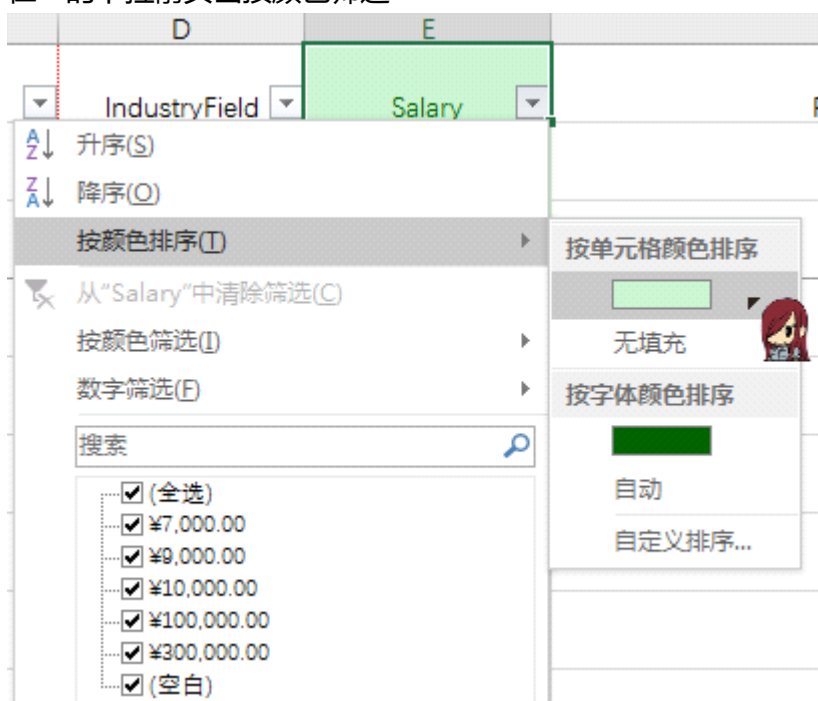 的下拉箭头 按颜色筛选
D E
IndustryField Salary
升序(S)
降序(O)
按颜色排序(T)
从“Salary”中清除筛选(C)
按颜色筛选(I)
数字筛选(F)
搜索
(全选)
¥7,000.00
¥9,000.00
¥10,000.00
¥100,000.00
¥300,000.00
(空白)
按单元格颜色排序
无填充
按字体颜色排序
自动
自定义排序...